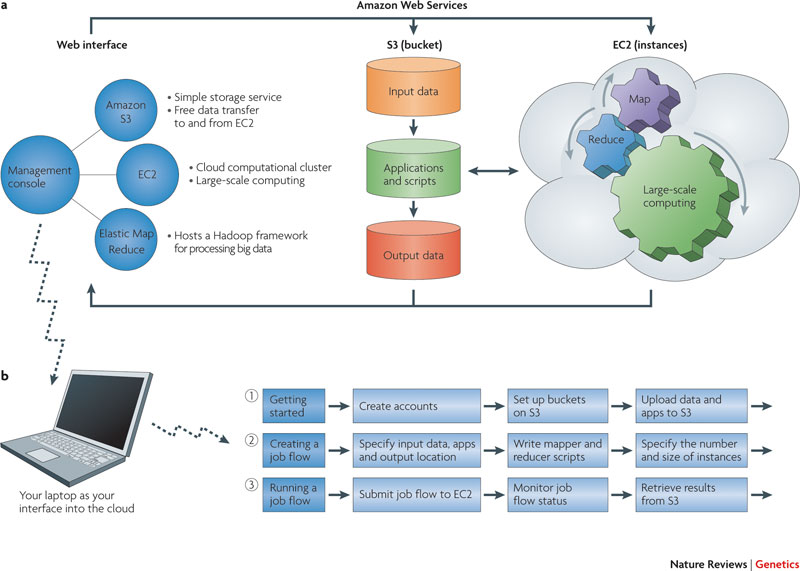 Amazon Web Services
a
Web interface
S3 (bucket)
EC2 (instances)
Amazon
S3
• Simple storage service
• Free data transfer
to and from EC2
Management
console
EC2
• Cloud computational cluster
• Large-scale computing
Elastic Map
Reduce
• Hosts a Hadoop framework
for processing big data
Input data
Applications
and scripts
Output data
Map
Reduce
Large-scale
computing
b
Your laptop as your
interface into the cloud
1
Getting
started
Create accounts
Set up buckets
on S3
Upload data and
apps to S3
2
Creating a
job flow
Specify input data, apps
and output location
Write mapper and
reducer scripts
Specify the number
and size of instances
3
Running a
job flow
Submit job flow to EC2
Monitor job
flow status
Retrieve results
from S3
Nature Reviews | Genetics